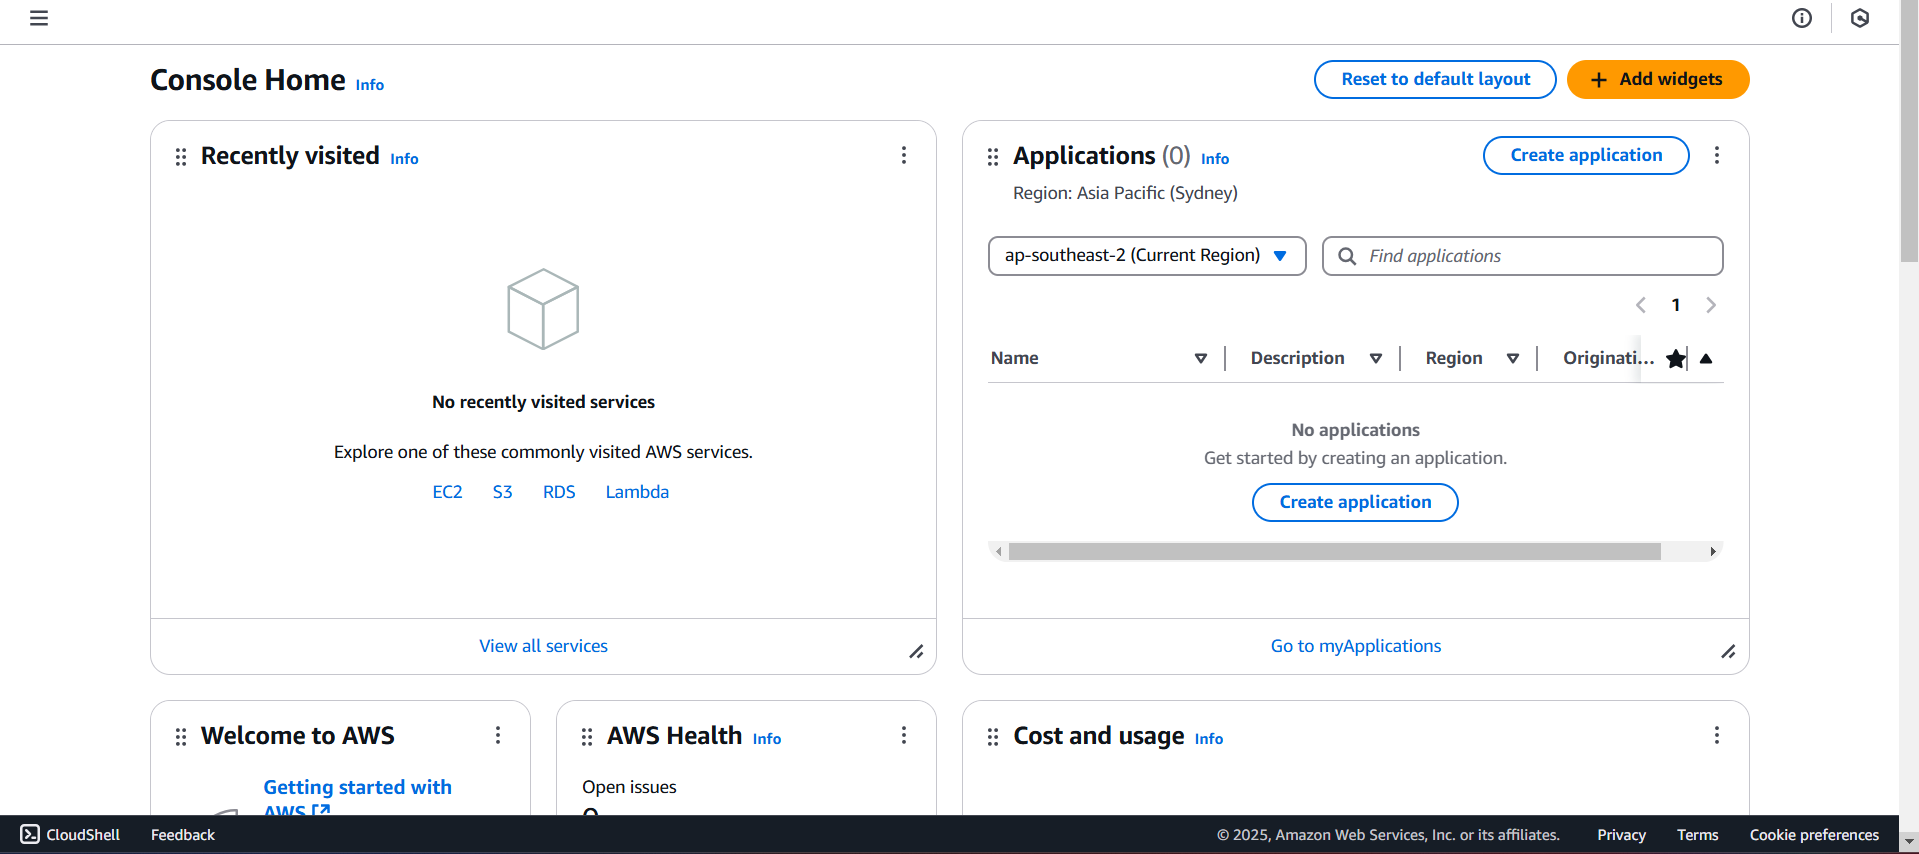 Console Home Info
Reset to default layout
Add widgets
Recently visited Info
No recently visited services
Explore one of these commonly visited AWS services.
EC2 S3 RDS Lambda
View all services
Applications (0) Info
Create application
Region: Asia Pacific (Sydney)
ap-southeast-2 (Current Region)
Find applications
1
Name Description Region Originati...
No applications
Get started by creating an application.
Create application
Go to myApplications
Welcome to AWS
Getting started with
AWS
AWS Health Info
Open issues
Cost and usage Info
CloudShell Feedback © 2025, Amazon Web Services, Inc. or its affiliates. Privacy Terms Cookie preferences